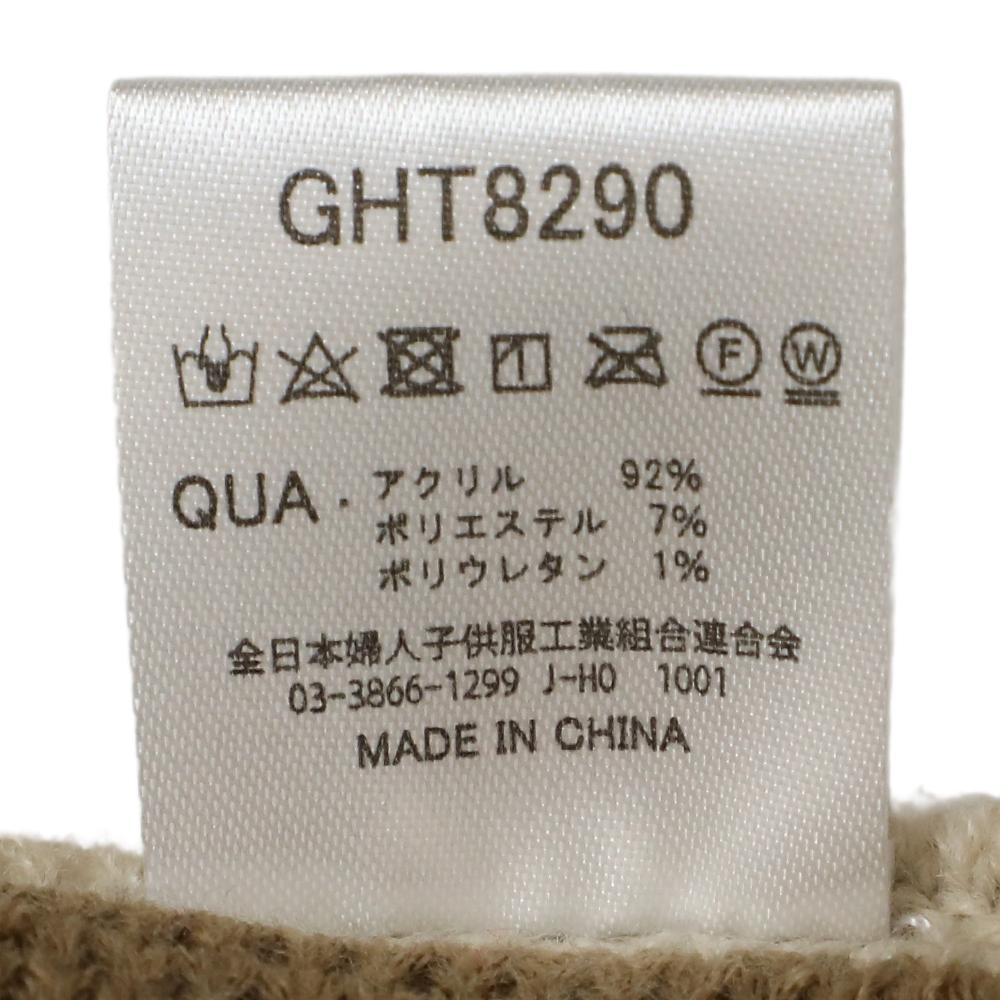 GHT8290
F W
QUA・アクリル 92%
ポリエステル 7%
ポリウレタン 1%
全日本婦人子供服工業組合連合会
03-3866-1299 J-HO 1001
MADE IN CHINA